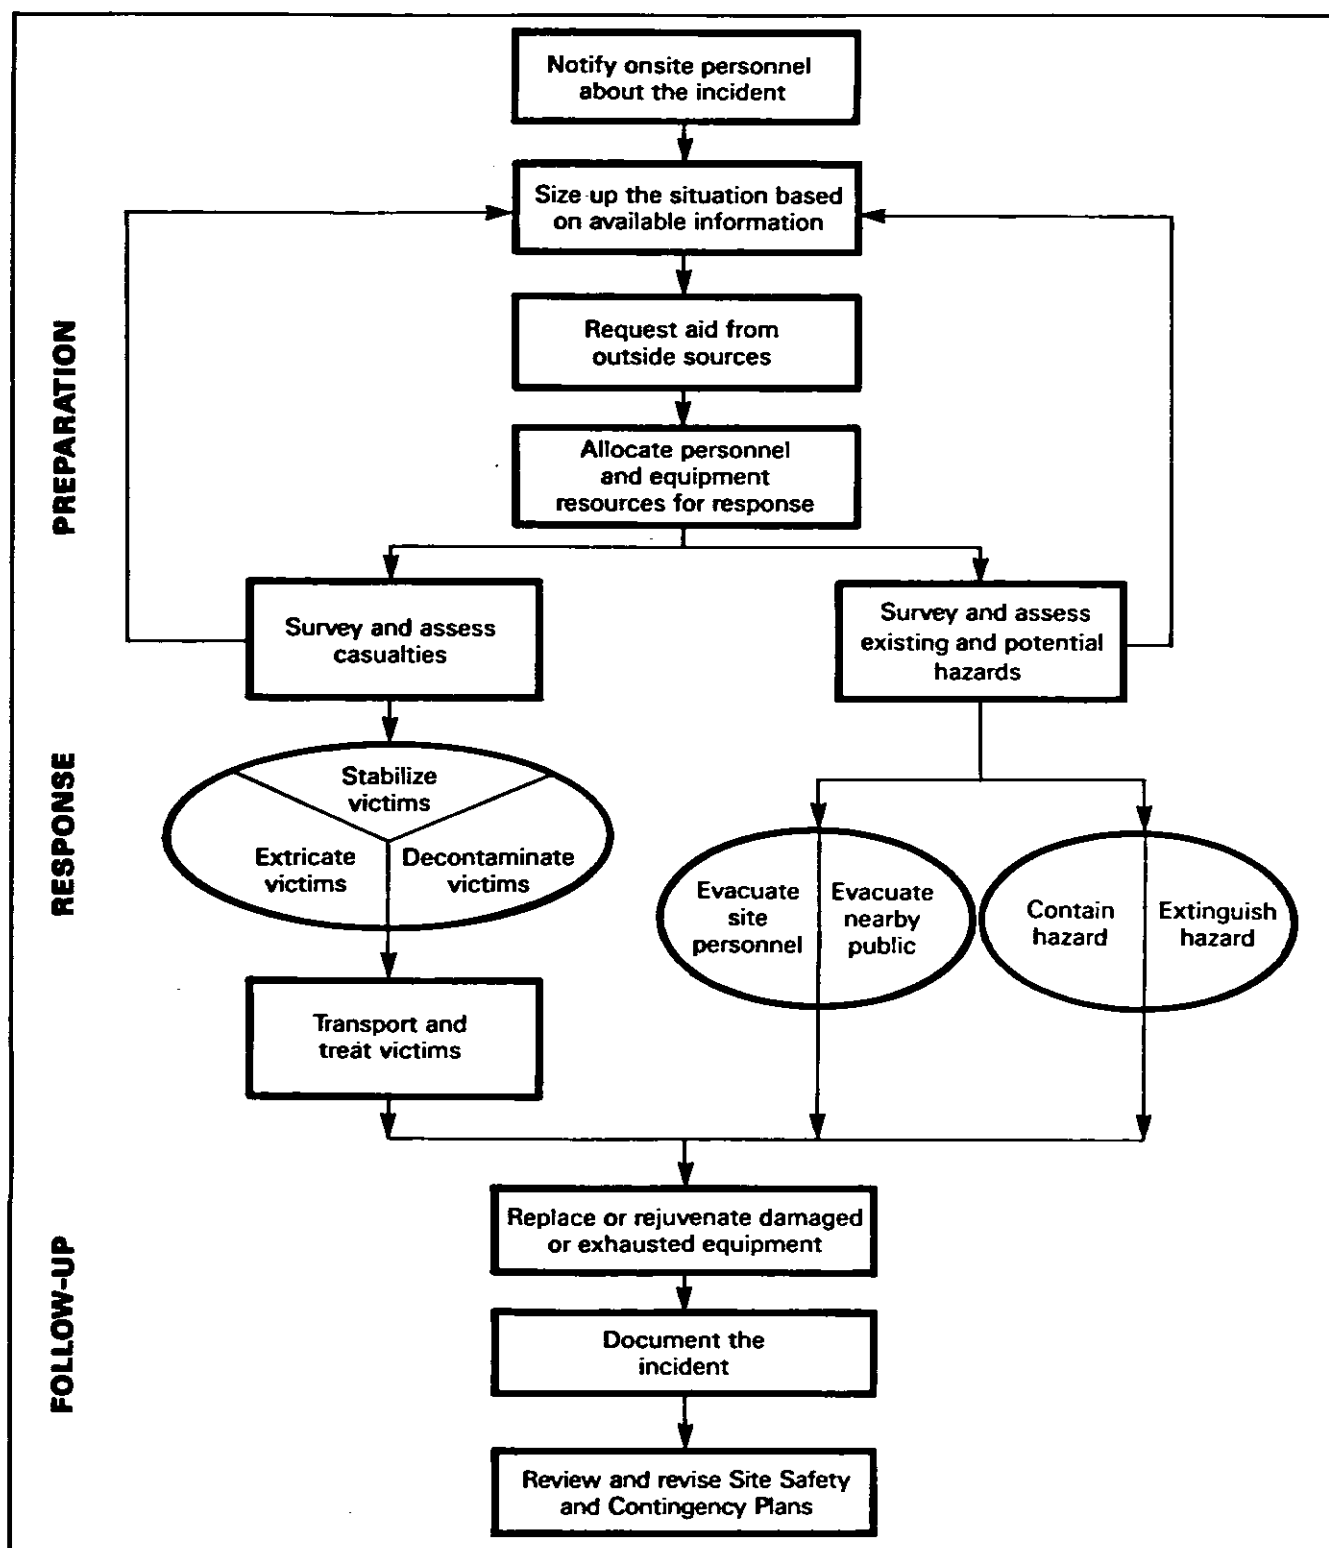 Notify onsite personnel
about the incident
Size up the situation based
on available information
Request aid from
outside sources
PREPARATION
Allocate personnel
and equipment
resources for response
Survey and assess
casualties
Survey and assess
existing and potential
hazards
RESPONSE
Stabilize
victims
Extricate
victims
Decontaminate
victims
Evacuate
site
personnel
Evacuate
nearby
public
Contain
hazard
Extinguish
hazard
Transport and
treat victims
FOLLOW-UP
Replace or rejuvenate damaged
or exhausted equipment
Document the
incident
Review and revise Site Safety
and Contingency Plans